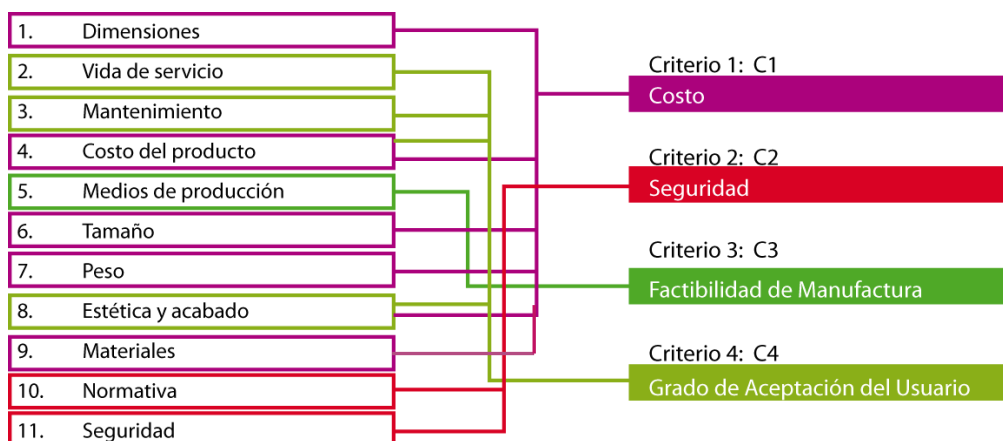 1. Dimensiones
2. Vida de servicio
3. Mantenimiento
4. Costo del producto
5. Medios de producción
6. Tamaño
7. Peso
8. Estética y acabado
9. Materiales
10. Normativa
11. Seguridad
Criterio 1: C1
Costo
Criterio 2: C2
Seguridad
Criterio 3: C3
Factibilidad de Manufactura
Criterio 4: C4
Grado de Aceptación del Usuario